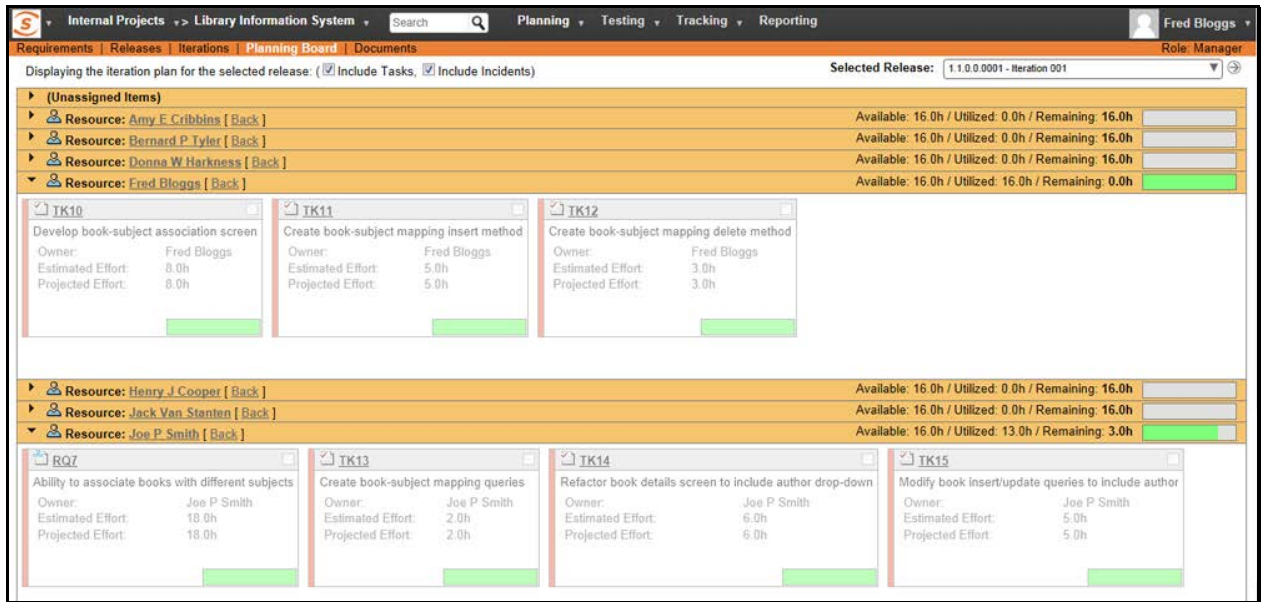 Internal Projects > Library Information System Search Planning Testing Tracking Reporting Fred Bloggs
Requirements | Releases | Iterations | Planning Board | Documents Role: Manager
Displaying the iteration plan for the selected release: ( Include Tasks, Include Incidents) Selected Release: 1.1.0.0.0001 - Iteration 001
(Unassigned Items)
Resource: Amy E Cribbins [ Back ] Available: 16.0h / Utilized: 0.0h / Remaining: 16.0h
Resource: Bernard P Tyler [ Back ] Available: 16.0h / Utilized: 0.0h / Remaining: 16.0h
Resource: Donna W Harkness [ Back ] Available: 16.0h / Utilized: 0.0h / Remaining: 16.0h
Resource: Fred Bloggs [ Back ] Available: 16.0h / Utilized: 16.0h / Remaining: 0.0h
TK10 TK11 TK12
Develop book-subject association screen Create book-subject mapping insert method Create book-subject mapping delete method
Owner: Fred Bloggs Owner: Fred Bloggs Owner: Fred Bloggs
Estimated Effort: 8.0h Estimated Effort: 5.0h Estimated Effort: 3.0h
Projected Effort: 8.0h Projected Effort: 5.0h Projected Effort: 3.0h
Resource: Henry J Cooper [ Back ] Available: 16.0h / Utilized: 0.0h / Remaining: 16.0h
Resource: Jack Van Stanten [ Back ] Available: 16.0h / Utilized: 0.0h / Remaining: 16.0h
Resource: Joe P Smith [ Back ] Available: 16.0h / Utilized: 13.0h / Remaining: 3.0h
RQ7 TK13 TK14 TK15
Ability to associate books with different subjects Create book-subject mapping queries Refactor book details screen to include author drop-down Modify book insert/update queries to include author
Owner: Joe P Smith Owner: Joe P Smith Owner: Joe P Smith Owner: Joe P Smith
Estimated Effort: 18.0h Estimated Effort: 2.0h Estimated Effort: 6.0h Estimated Effort: 5.0h
Projected Effort: 18.0h Projected Effort: 2.0h Projected Effort: 6.0h Projected Effort: 5.0h